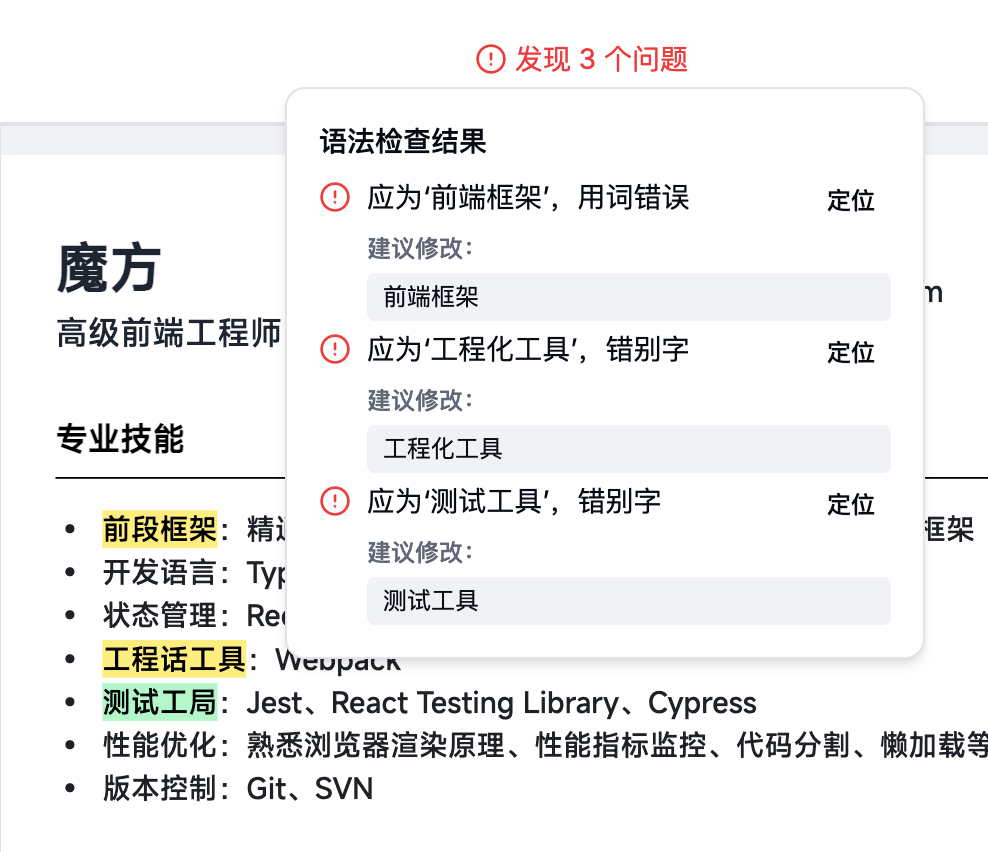 发现 3 个问题
语法检查结果
应为‘前端框架’，用词错误 定位
建议修改：
前端框架
应为‘工程化工具’，错别字 定位
建议修改：
工程化工具
应为‘测试工具’，错别字 定位
建议修改：
测试工具
魔方
m
高级前端工程师
专业技能
• 前段框架：精通 框架
• 开发语言：Typ
• 状态管理：Red
• 工程话工具：Webpack
• 测试工局：Jest、React Testing Library、Cypress
• 性能优化：熟悉浏览器渲染原理、性能指标监控、代码分割、懒加载等
• 版本控制：Git、SVN